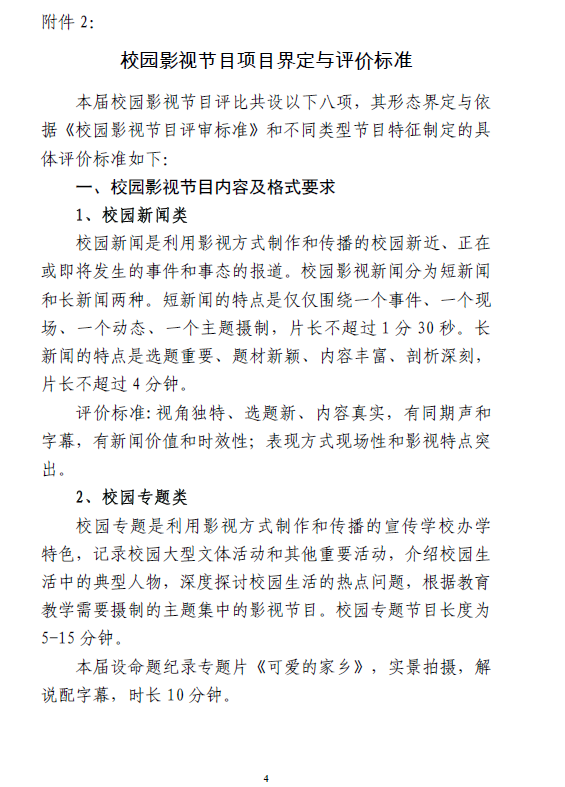 附件 2：
校园影视节目项目界定与评价标准
本届校园影视节目评比共设以下八项，其形态界定与依
据《校园影视节目评审标准》和不同类型节目特征制定的具
体评价标准如下：
一、校园影视节目内容及格式要求
1、校园新闻类
校园新闻是利用影视方式制作和传播的校园新近、正在
或即将发生的事件和事态的报道。校园影视新闻分为短新闻
和长新闻两种。短新闻的特点是仅仅围绕一个事件、一个现
场、一个动态、一个主题摄制，片长不超过 1 分 30 秒。长
新闻的特点是选题重要、题材新颖、内容丰富、剖析深刻，
片长不超过 4 分钟。
评价标准：视角独特、选题新、内容真实，有同期声和
字幕，有新闻价值和时效性；表现方式现场性和影视特点突
出。
2、校园专题类
校园专题是利用影视方式制作和传播的宣传学校办学
特色，记录校园大型文体活动和其他重要活动，介绍校园生
活中的典型人物，深度探讨校园生活的热点问题，根据教育
教学需要摄制的主题集中的影视节目。校园专题节目长度为
5-15 分钟。
本届设命题纪录专题片《可爱的家乡》，实景拍摄，解
说配字幕，时长 10 分钟。
4